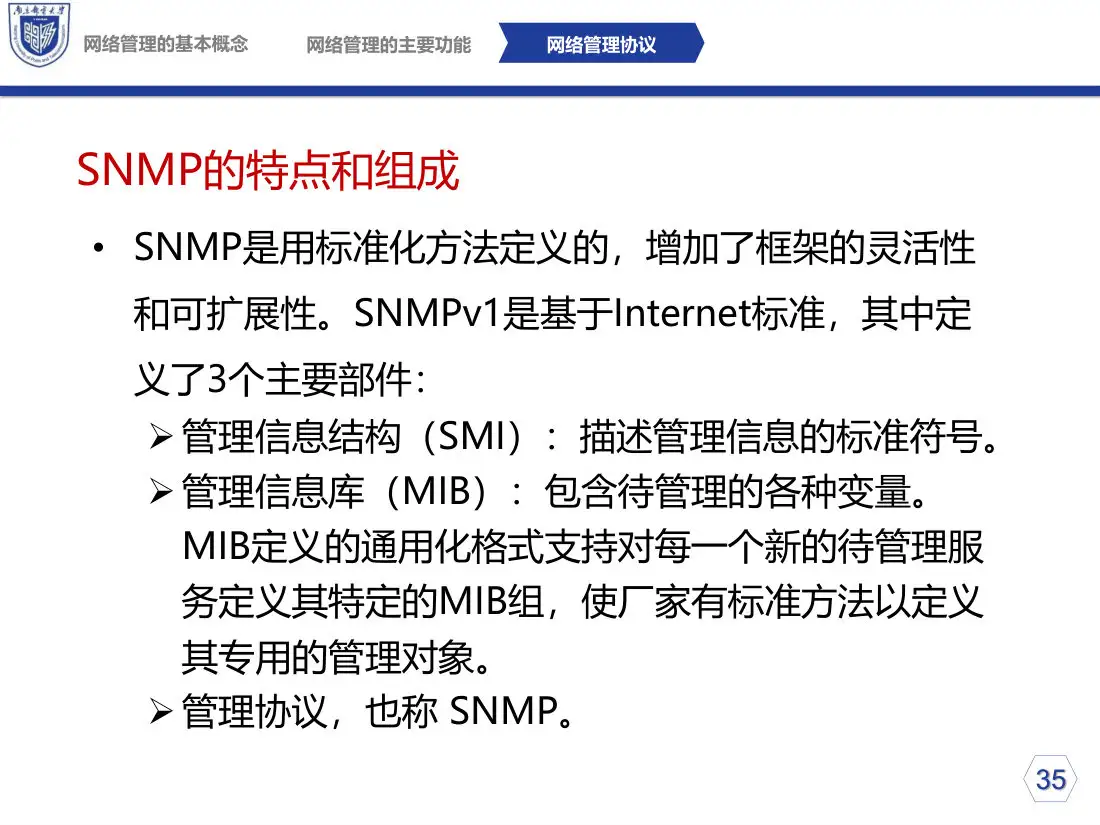 网络管理的基本概念
网络管理的主要功能
网络管理协议
SNMP的特点和组成
• SNMP是用标准化方法定义的，增加了框架的灵活性
和可扩展性。SNMPv1是基于Internet标准，其中定
义了3个主要部件：
➢ 管理信息结构（SMI）：描述管理信息的标准符号。
➢ 管理信息库（MIB）：包含待管理的各种变量。
MIB定义的通用化格式支持对每一个新的待管理服
务定义其特定的MIB组，使厂家有标准方法以定义
其专用的管理对象。
➢ 管理协议，也称 SNMP。
35